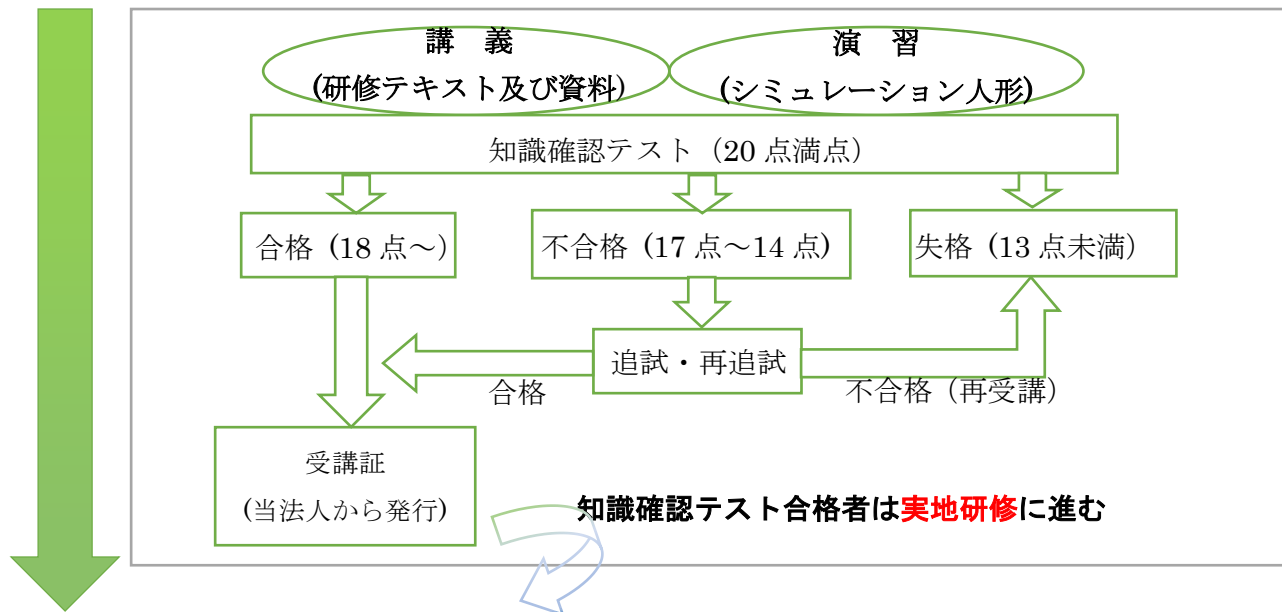 講　義
(研修テキスト及び資料)
演　習
(シミュレーション人形)
知識確認テスト（20 点満点）
合格 (18 点～）
不合格 (17 点～14 点)
失格 (13 点未満）
追試・再追試
合格
不合格（再受講）
受講証
(当法人から発行)
知識確認テスト合格者は実地研修に進む